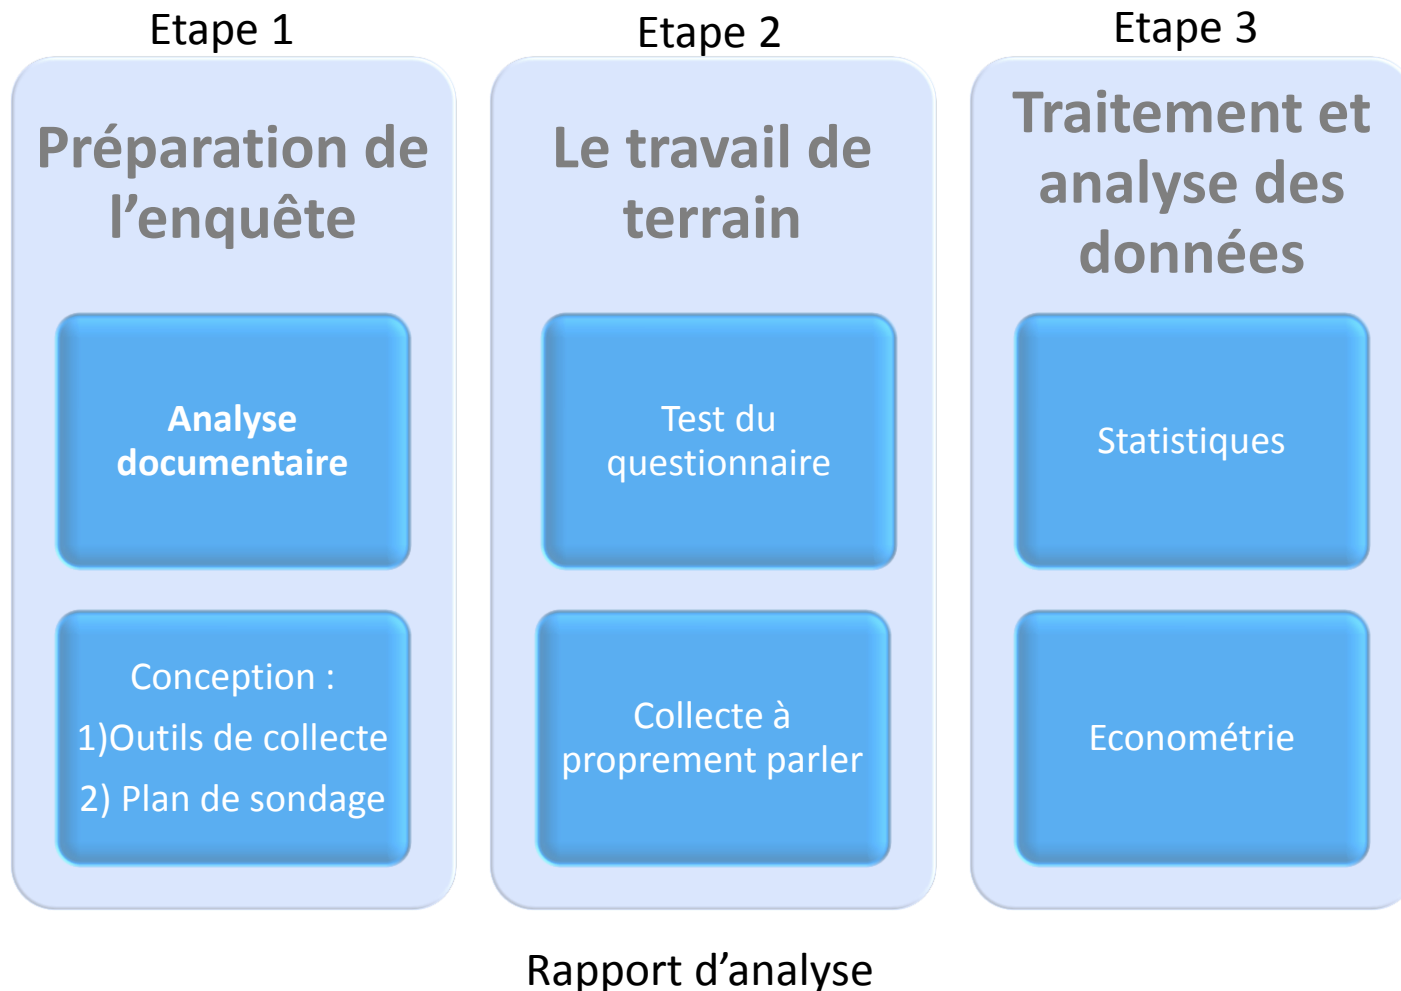 Etape 1
Préparation de
l’enquête
Analyse
documentaire
Conception :
1)Outils de collecte
2) Plan de sondage
Etape 2
Le travail de
terrain
Test du
questionnaire
Collecte à
proprement parler
Etape 3
Traitement et
analyse des
données
Statistiques
Econométrie
Rapport d’analyse